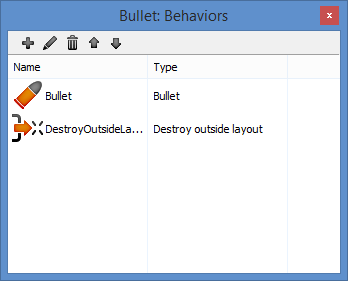 Bullet: Behaviors
Name Type
Bullet Bullet
DestroyOutsideLa... Destroy outside layout